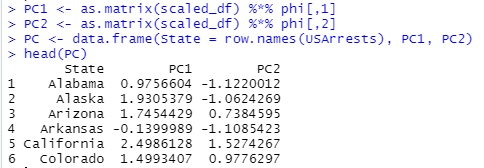 > PC1 <- as.matrix(scaled_df) %*% phi[,1]
> PC2 <- as.matrix(scaled_df) %*% phi[,2]
> PC <- data.frame(State = row.names(USArrests), PC1, PC2)
> head(PC)
       State        PC1        PC2
1    Alabama  0.9756604 -1.1220012
2     Alaska  1.9305379 -1.0624269
3    Arizona  1.7454429  0.7384595
4   Arkansas -0.1399989 -1.1085423
5 California  2.4986128  1.5274267
6   Colorado  1.4993407  0.9776297